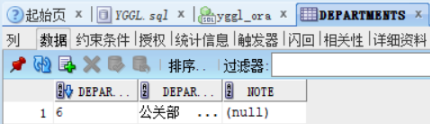 起始页 YGGL.sql yggl_ora DEPARTMENTS
列 数据 约束条件 授权 统计信息 触发器 闪回 相关性 详细资料
排序.. 过滤器:
DEPAR... DEPAR... NOTE
1 6 公关部 ... (null)